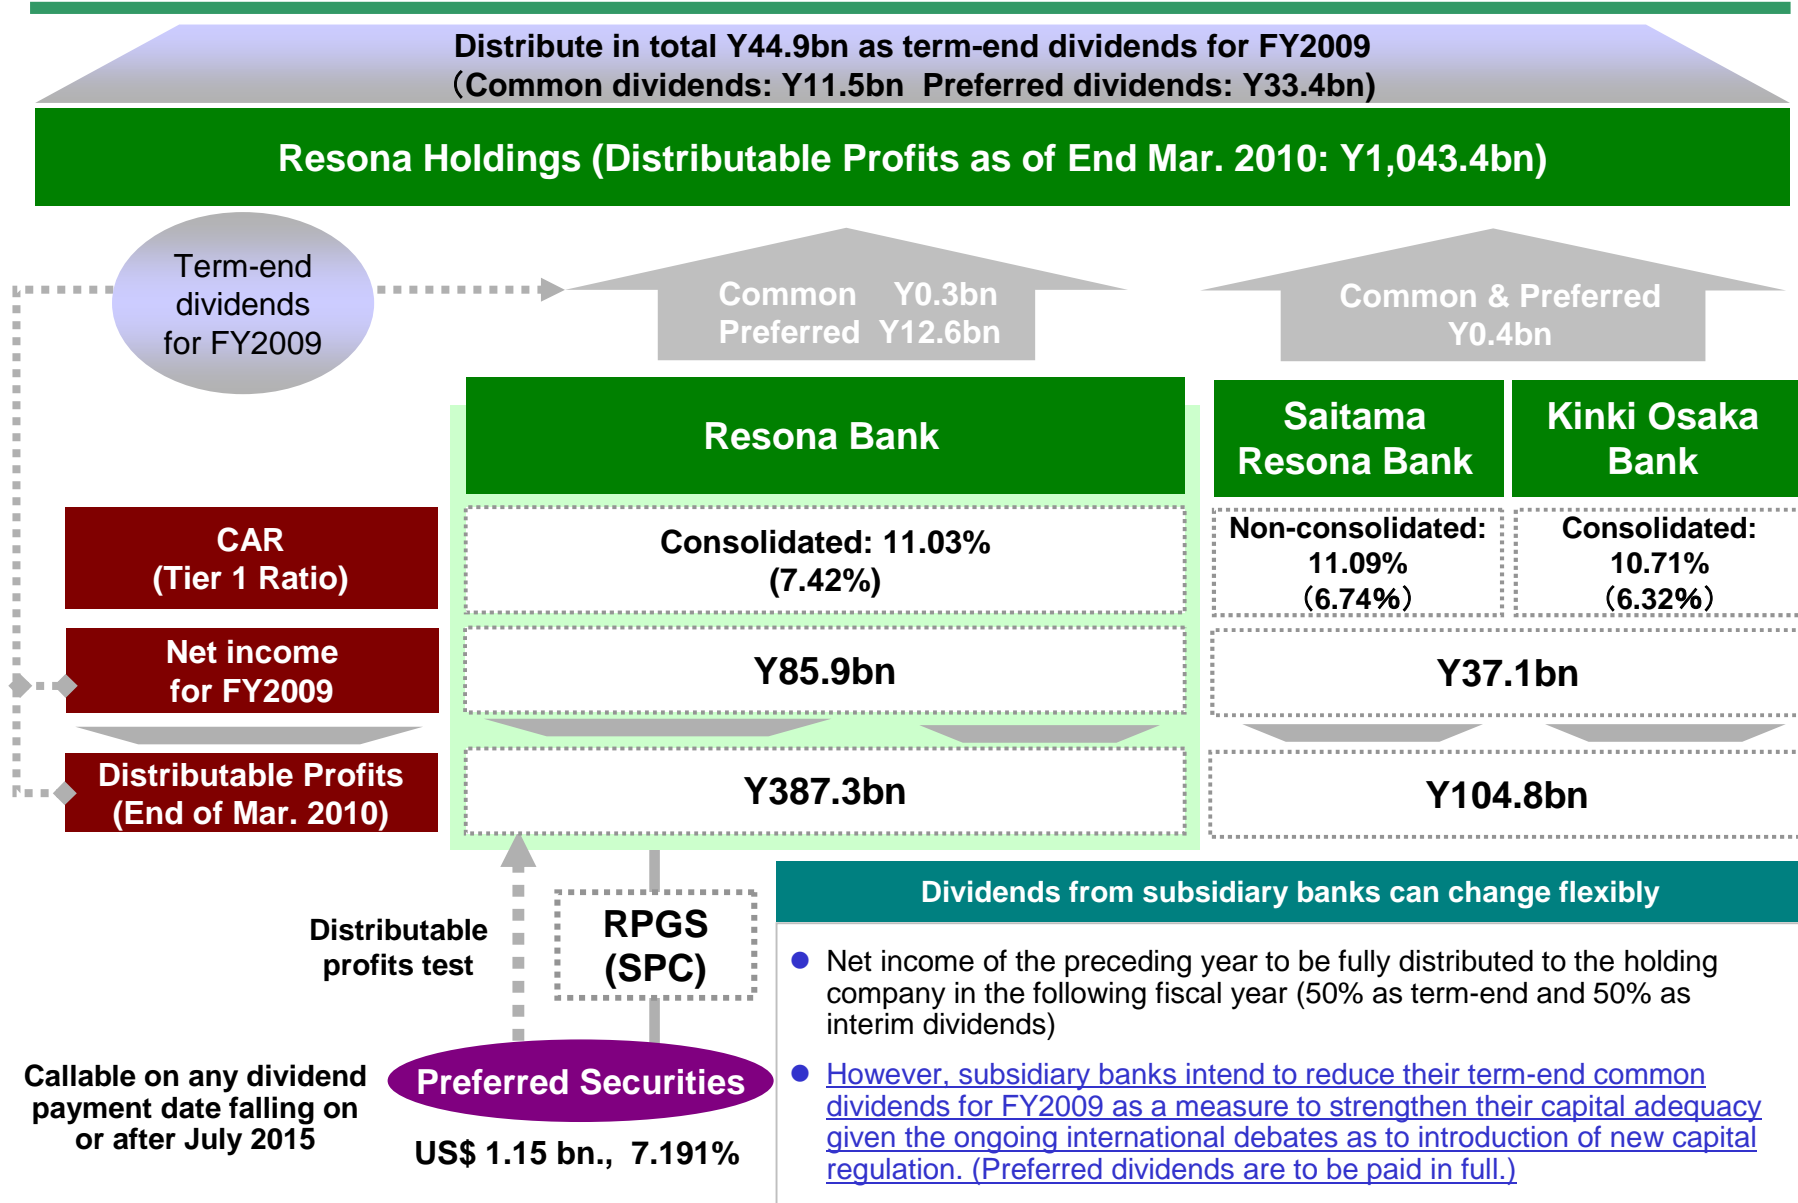 Distribute in total Y44.9bn as term-end dividends for FY2009
（Common dividends: Y11.5bn  Preferred dividends: Y33.4bn)
Resona Holdings (Distributable Profits as of End Mar. 2010: Y1,043.4bn)
Term-end
dividends
for FY2009
Common Y0.3bn
Preferred Y12.6bn
Common & Preferred
Y0.4bn
Resona Bank
Saitama
Resona Bank
Kinki Osaka
Bank
CAR
(Tier 1 Ratio)
Consolidated: 11.03%
(7.42%)
Non-consolidated:
11.09%
（6.74%）
Consolidated:
10.71%
（6.32%）
Net income
for FY2009
Y85.9bn
Y37.1bn
Distributable Profits
(End of Mar. 2010)
Y387.3bn
Y104.8bn
Distributable
profits test
RPGS
(SPC)
Callable on any dividend
payment date falling on
or after July 2015
Preferred Securities
US$ 1.15 bn.,  7.191%
Dividends from subsidiary banks can change flexibly
● Net income of the preceding year to be fully distributed to the holding
company in the following fiscal year (50% as term-end and 50% as
interim dividends)
● However, subsidiary banks intend to reduce their term-end common
dividends for FY2009 as a measure to strengthen their capital adequacy
given the ongoing international debates as to introduction of new capital
regulation. (Preferred dividends are to be paid in full.)